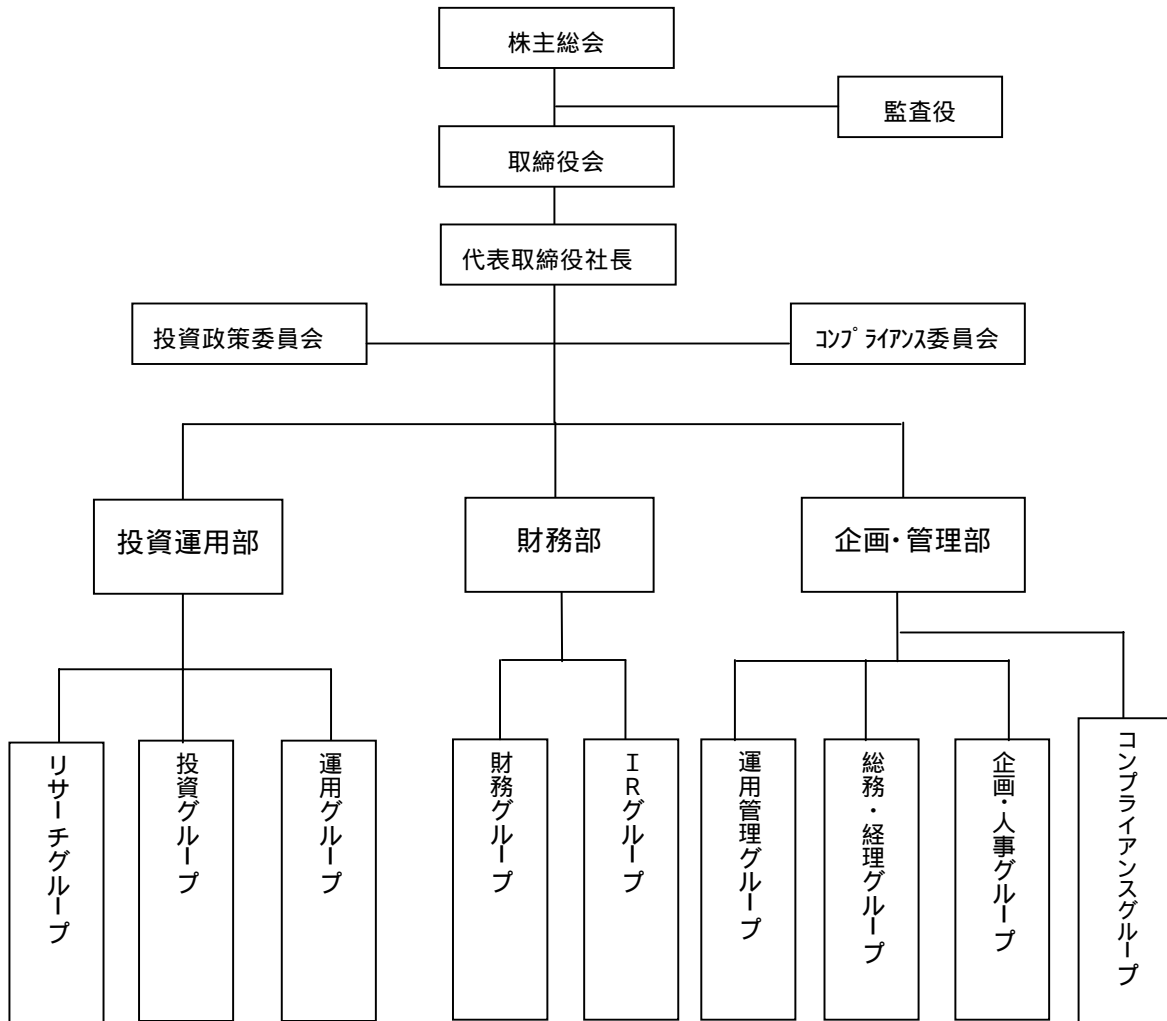 株主総会
監査役
取締役会
代表取締役社長
投資政策委員会
ｺﾝﾌﾟﾗｲｱﾝｽ委員会
投資運用部
財務部
企画・管理部
リサーチグループ
投資グループ
運用グループ
財務グループ
ＩＲグループ
運用管理グループ
総務・経理グループ
企画・人事グループ
コンプライアンスグループ